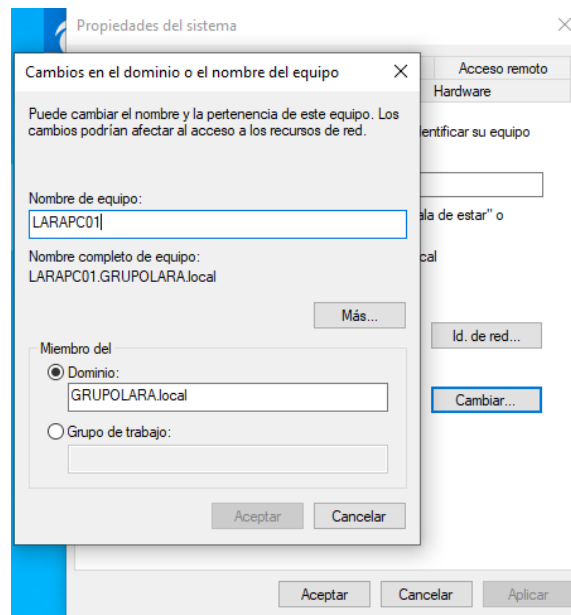 Propiedades del sistema
Cambios en el dominio o el nombre del equipo
Acceso remoto
Hardware
Puede cambiar el nombre y la pertenencia de este equipo. Los
cambios podrían afectar al acceso a los recursos de red.
identificar su equipo
Nombre de equipo:
LARAPC01
ala de estar" o
Nombre completo de equipo:
cal
LARAPC01.GRUPOLARA.local
Más...
Id. de red...
Miembro del
Dominio:
GRUPOLARA.local
Cambiar...
Grupo de trabajo:
Aceptar
Cancelar
Aceptar
Cancelar
Aplicar